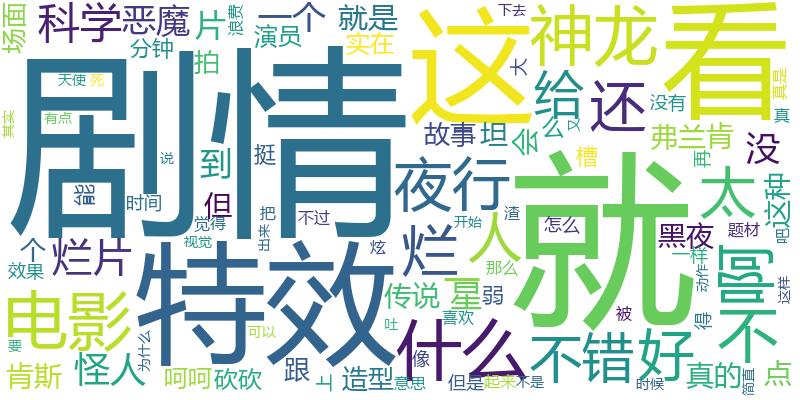 场面
科学
恶魔
片
浪费
一个
就是
下去
分钟
演员
实在
拍
剧情
这
看
神龙
天使
死
大
给
还
没有
真是
其实
有点
说
到
挺
故事
坦
会
么
又
弗兰肯
真
能
时间
但
觉得
夜行
槽
再
没
个
视觉
出来
把
不过
开始
渣
怎么
就
太
这种
黑夜
题材
吧
烂片
效果
特效
炫
烂
人
那么
一样
动作
啊
不
这样
电影
要
为什么
可以
吐
传说
星
弱
喜欢
什么
被
得
肯斯
怪人
呵呵
砍砍
跟
上
造型
像
意思
但是
起来
不是
不错
好
时候
真的
简直
点